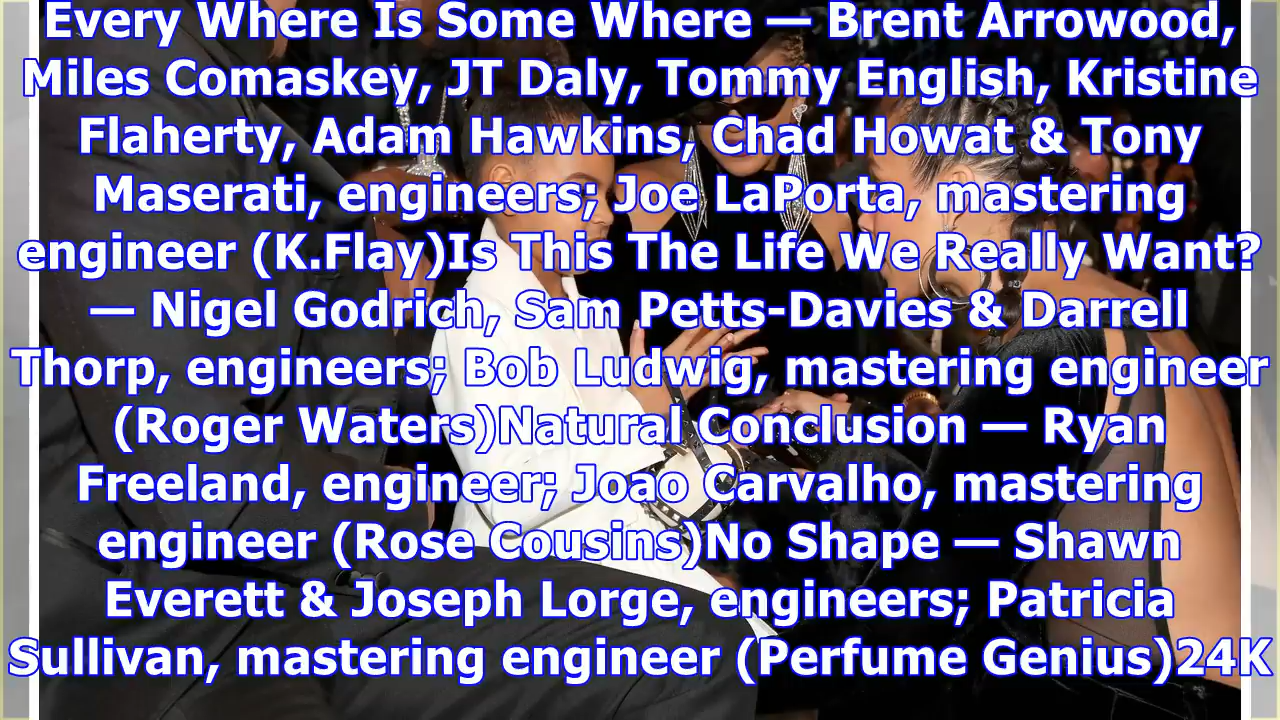 Every Where Is Some Where — Brent Arrowood,
Miles Comaskey, JT Daly, Tommy English, Kristine
Flaherty, Adam Hawkins, Chad Howat & Tony
Maserati, engineers; Joe LaPorta, mastering
engineer (K.Flay)Is This The Life We Really Want?
— Nigel Godrich, Sam Petts-Davies & Darrell
Thorp, engineers; Bob Ludwig, mastering engineer
(Roger Waters)Natural Conclusion — Ryan
Freeland, engineer; Joao Carvalho, mastering
engineer (Rose Cousins)No Shape — Shawn
Everett & Joseph Lorge, engineers; Patricia
Sullivan, mastering engineer (Perfume Genius)24K